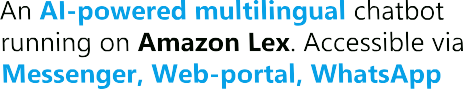 An AI-powered multilingual chatbot
running on Amazon Lex. Accessible via
Messenger, Web-portal, WhatsApp